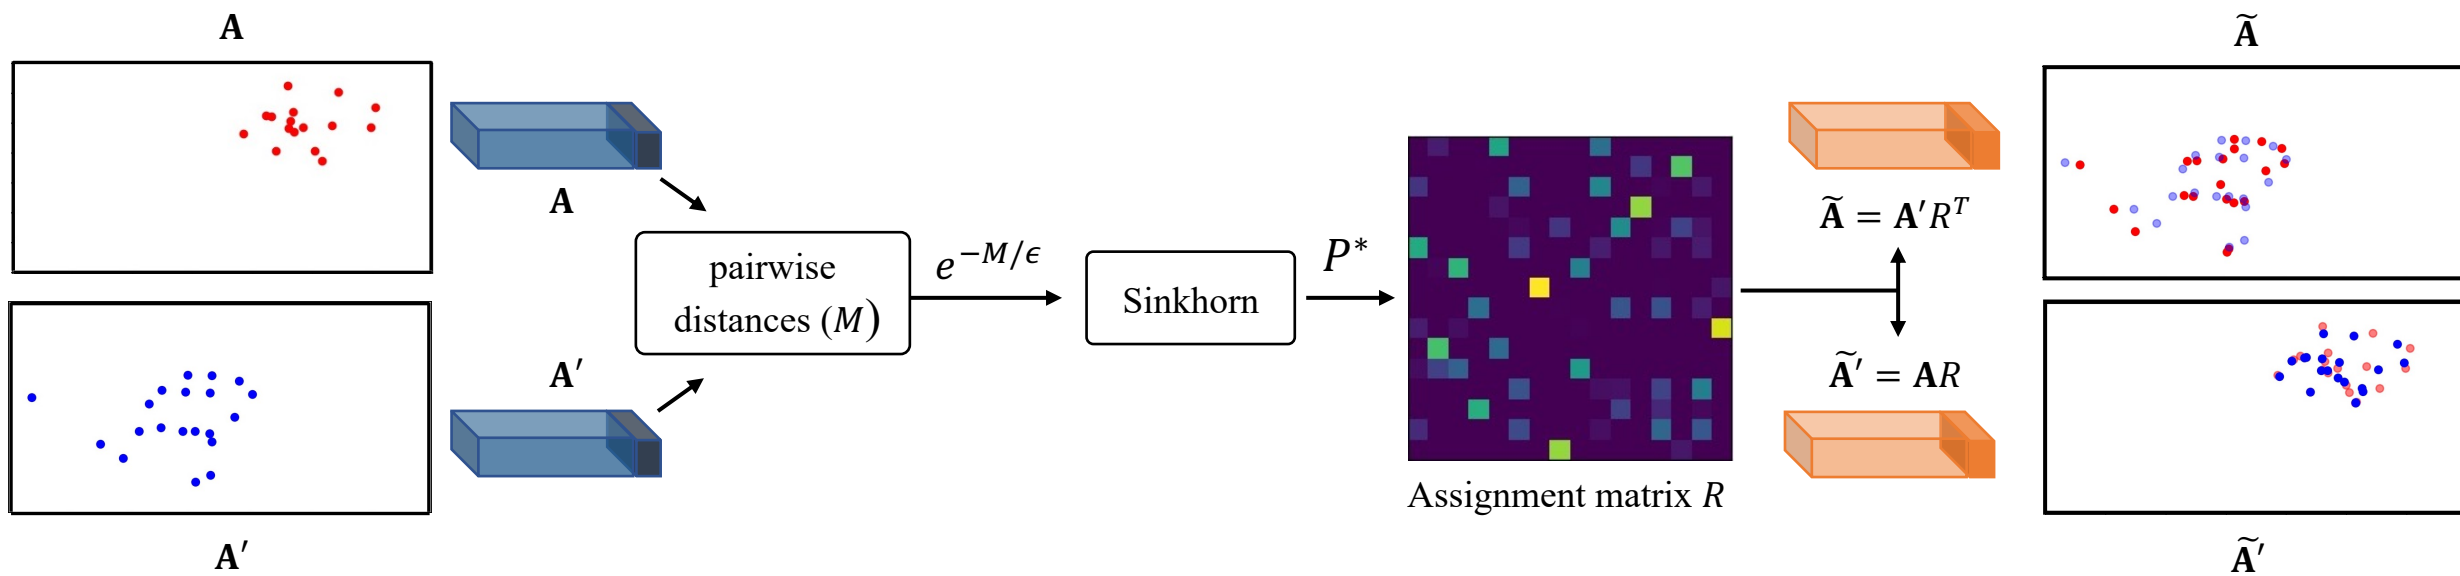 𝐀
𝐀′
𝐀
𝐀′
pairwise
distances (𝑀)
𝑒^{−𝑀/𝜖}
Sinkhorn
𝑃*
Assignment matrix 𝑅
𝐀̃ = 𝐀′𝑅^𝑇
𝐀̃′ = 𝐀𝑅
𝐀̃
𝐀̃′